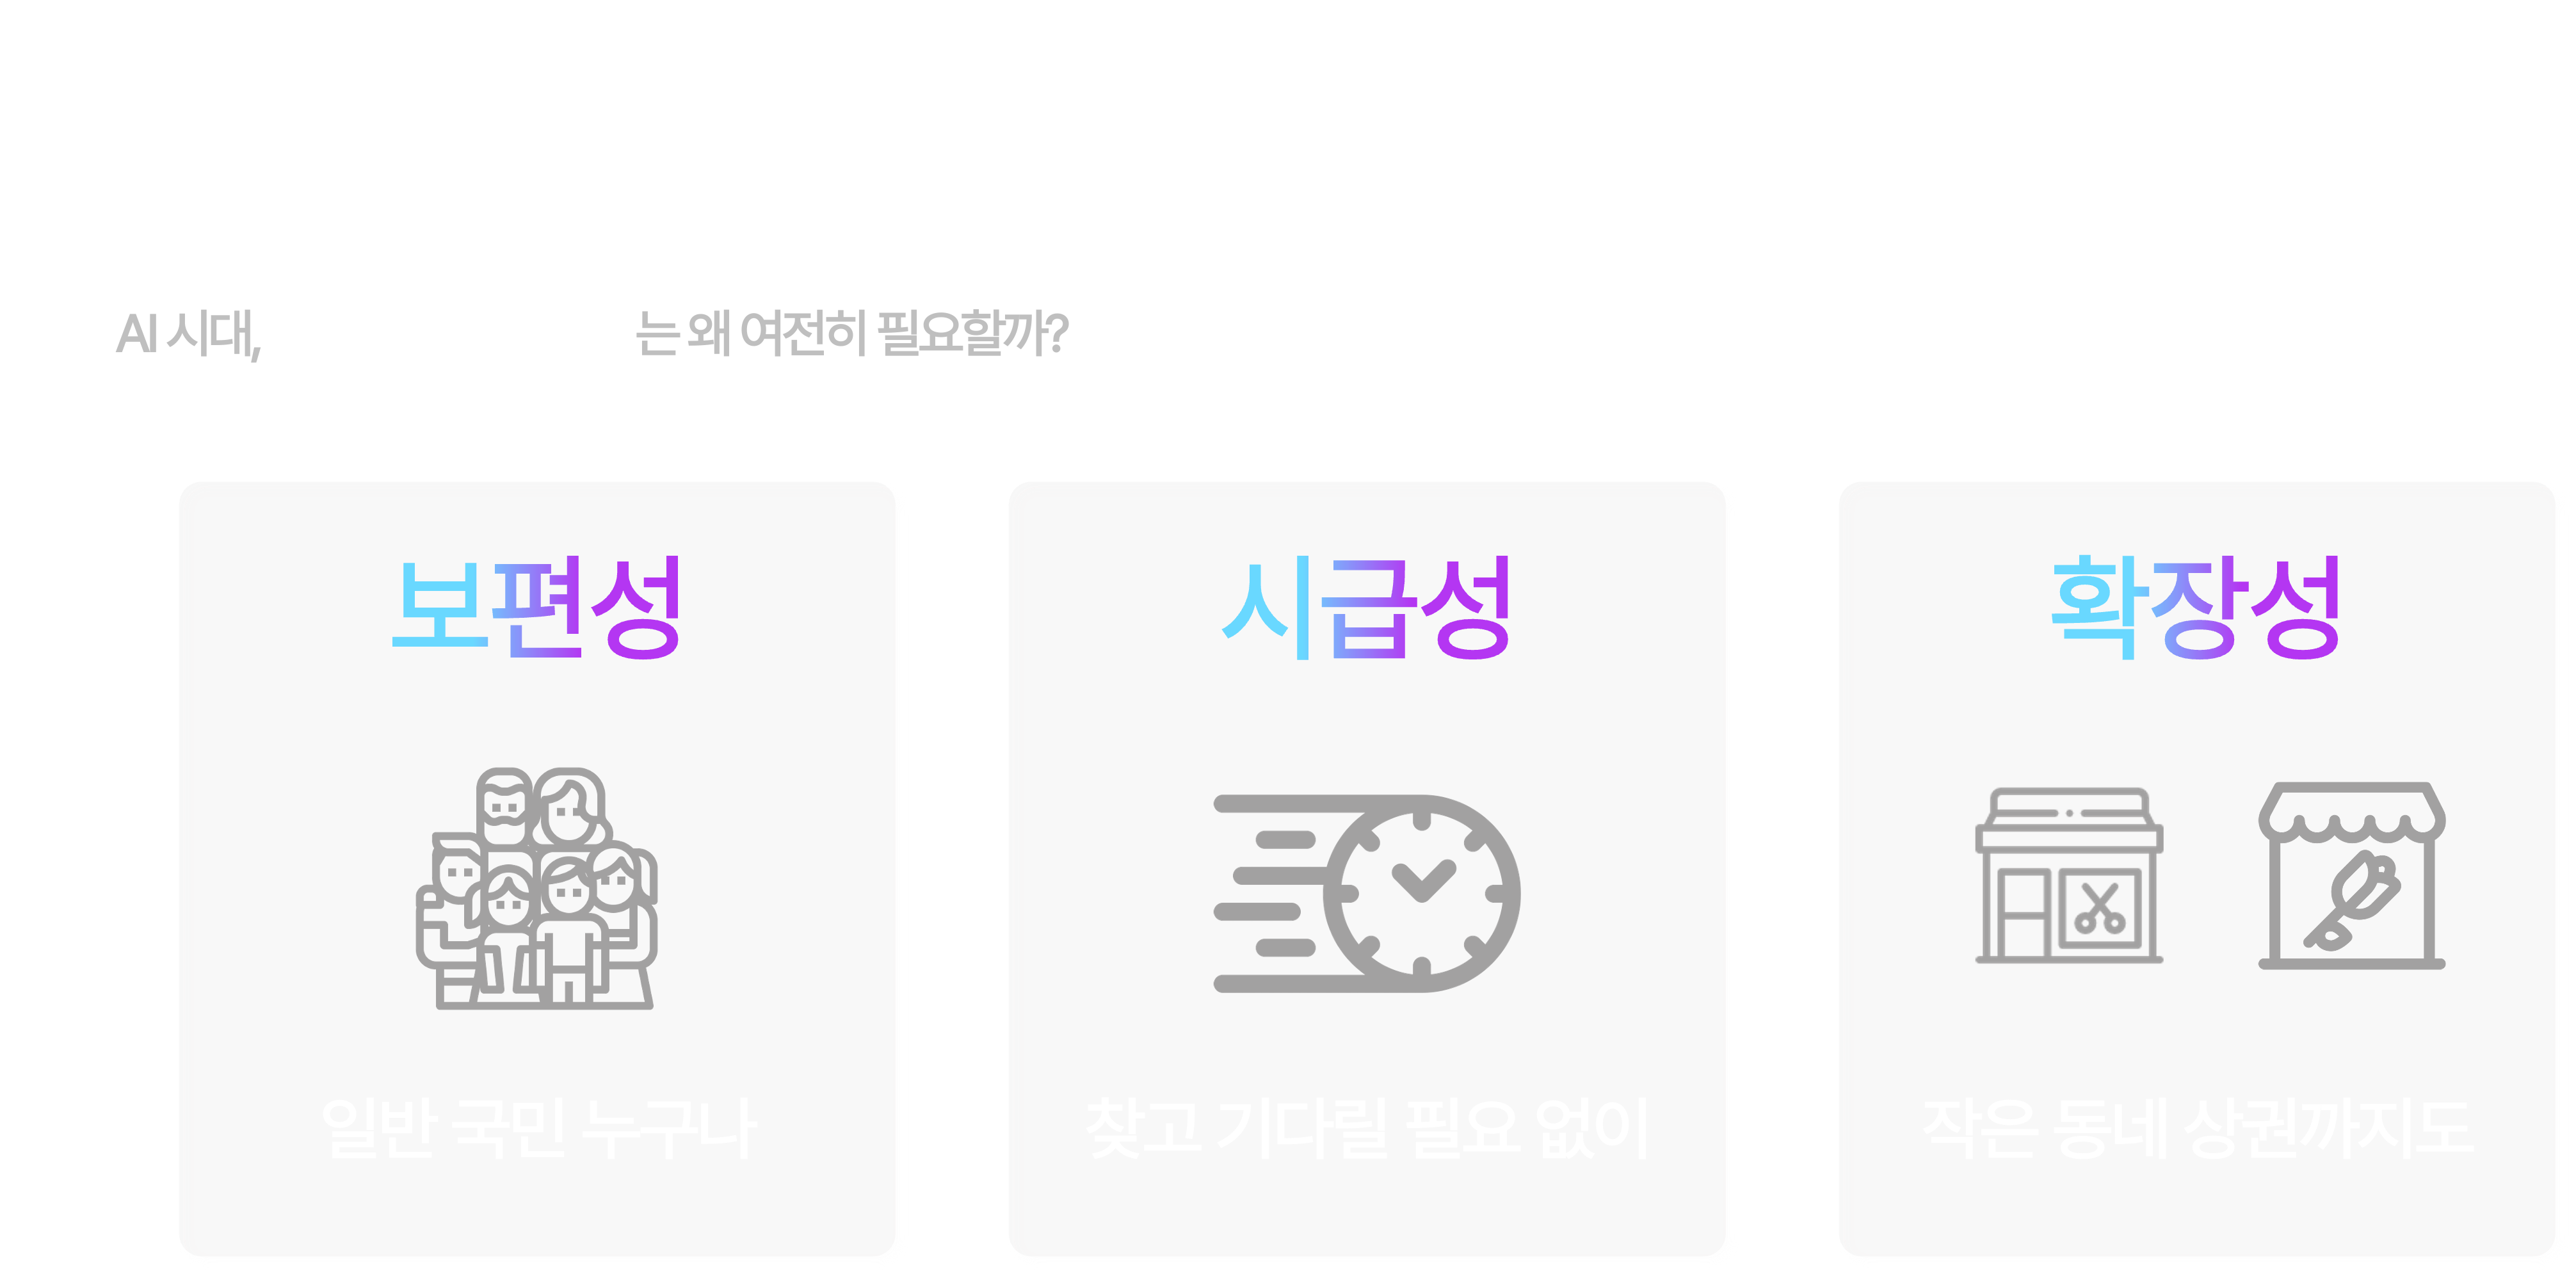 AI 시대, 는 왜 여전히 필요할까?
보편성
시급성
확장성
일반 국민 누구나
찾고 기다릴 필요 없이
작은 동네 상권까지도